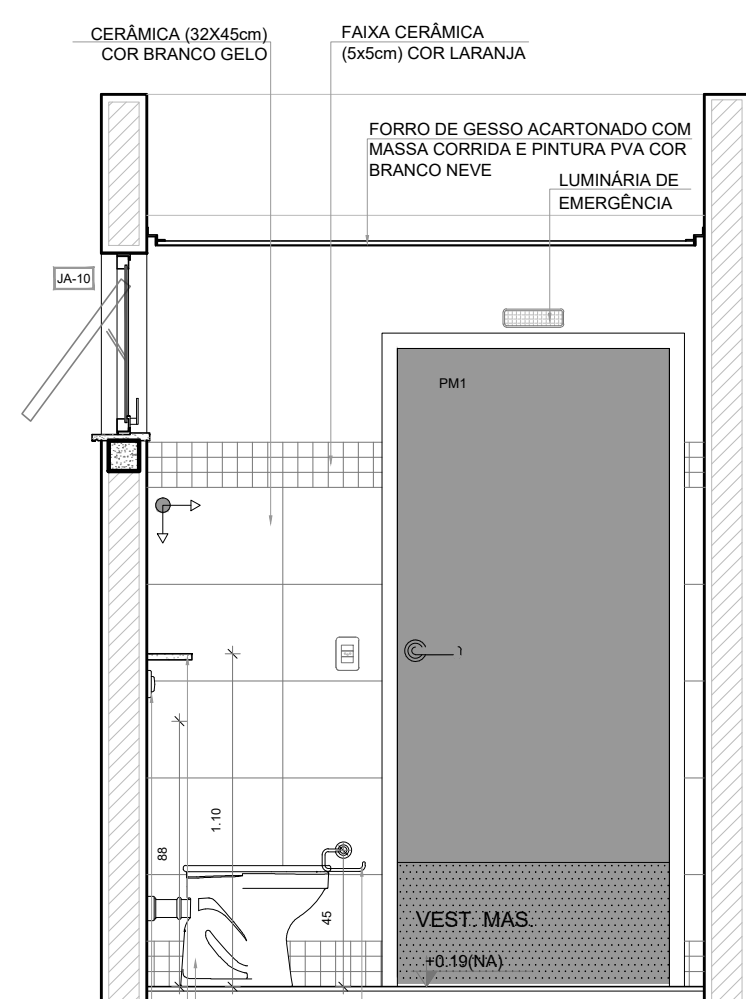 CERÂMICA (32X45cm)
COR BRANCO GELO
FAIXA CERÂMICA
(5x5cm) COR LARANJA
FORRO DE GESSO ACARTONADO COM
MASSA CORRIDA E PINTURA PVA COR
BRANCO NEVE
LUMINÁRIA DE
EMERGÊNCIA
JA-10
PM1
1.10
88
45
VEST. MAS.
+0.19(NA)